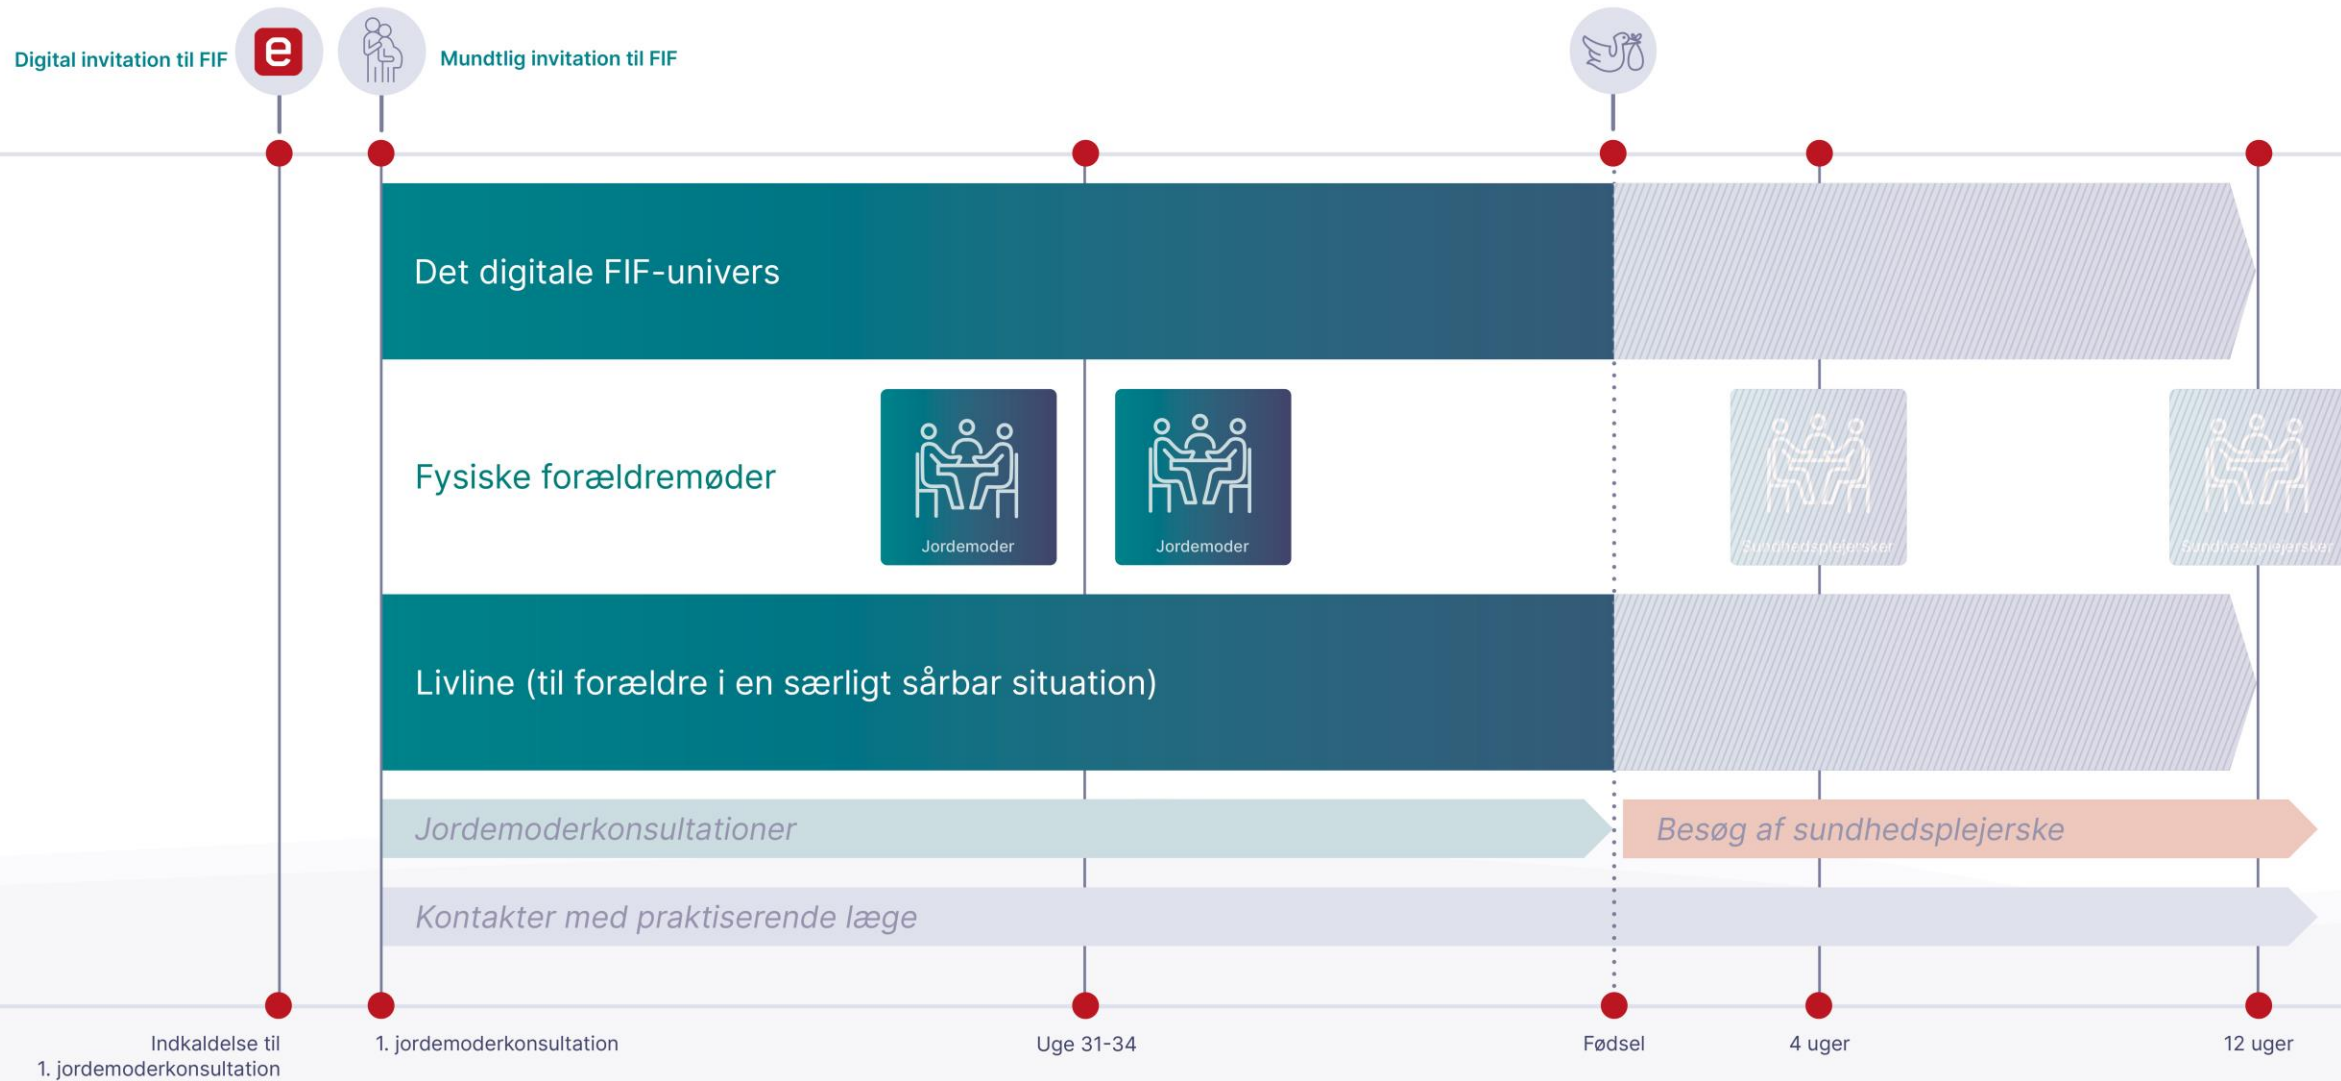 Digital invitation til FIF
e
Mundtlig invitation til FIF
Det digitale FIF-univers
Fysiske forældremøder
Jordemoder
Jordemoder
Sundhedsplejersker
Sundhedsplejersker
Livline (til forældre i en særligt sårbar situation)
Jordemoderkonsultationer
Besøg af sundhedsplejerske
Kontakter med praktiserende læge
Indkaldelse til
1. jordemoderkonsultation
1. jordemoderkonsultation
Uge 31-34
Fødsel
4 uger
12 uger